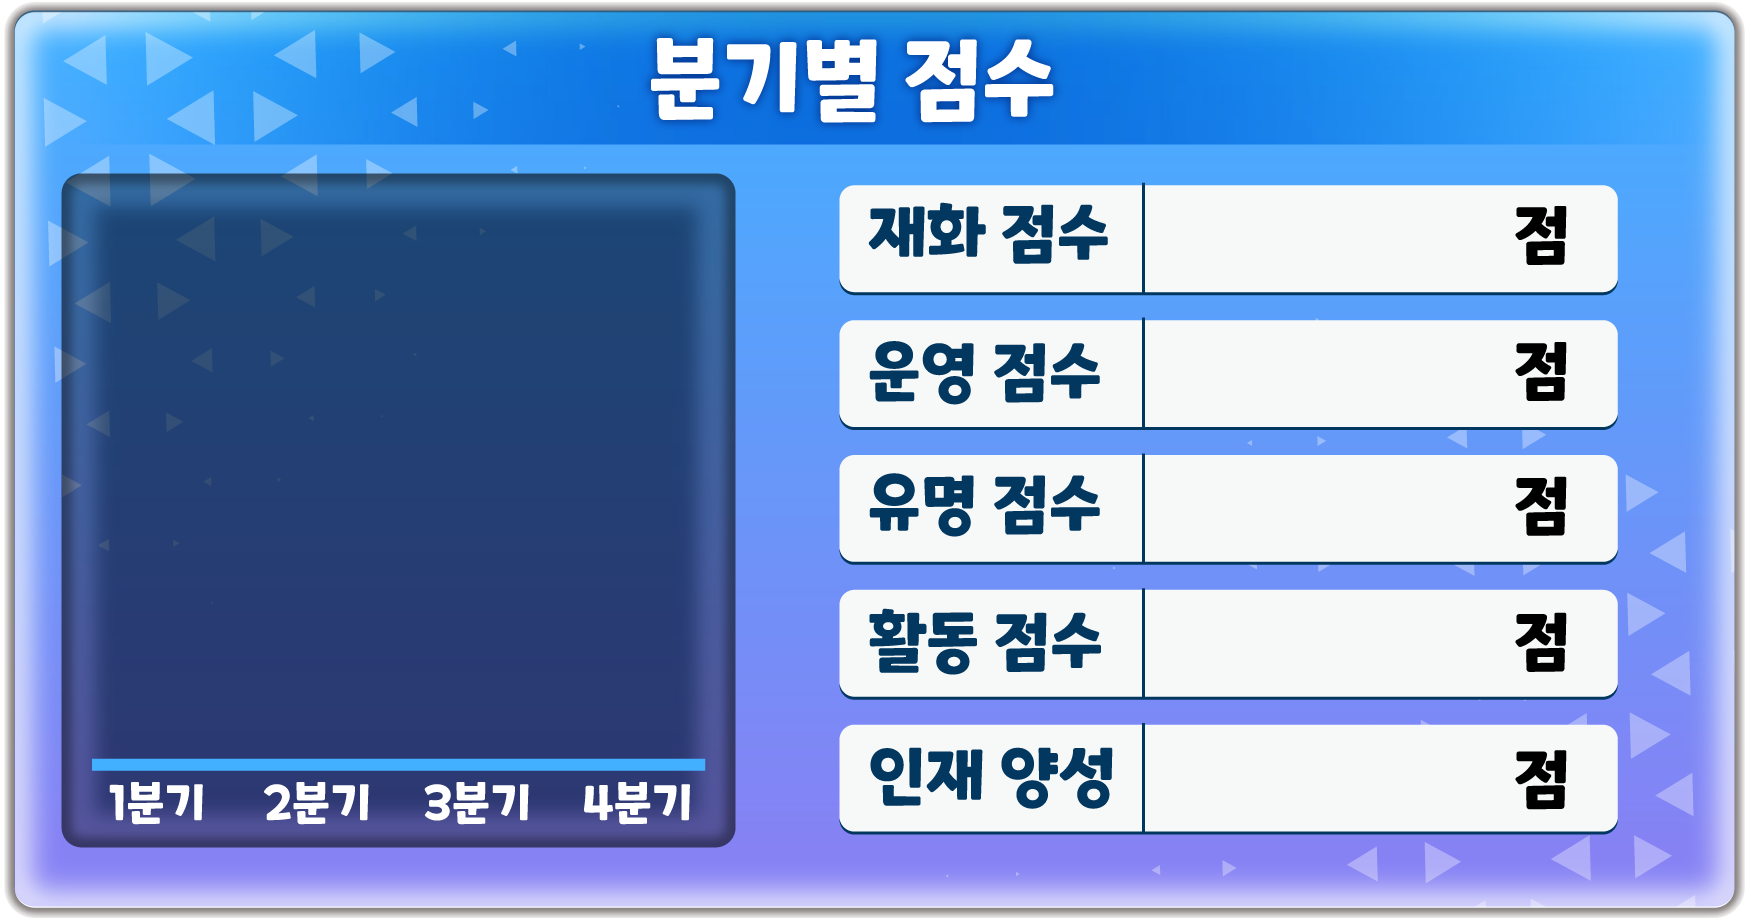 분기별 점수
1분기 2분기 3분기 4분기
재화 점수 점
운영 점수 점
유명 점수 점
활동 점수 점
인재 양성 점